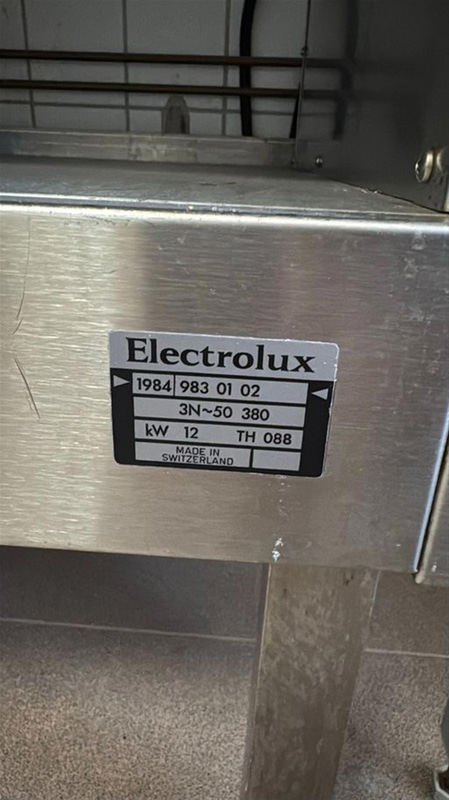 Electrolux
1984 983 01 02
3N~50 380
kW 12 TH 088
MADE IN
SWITZERLAND